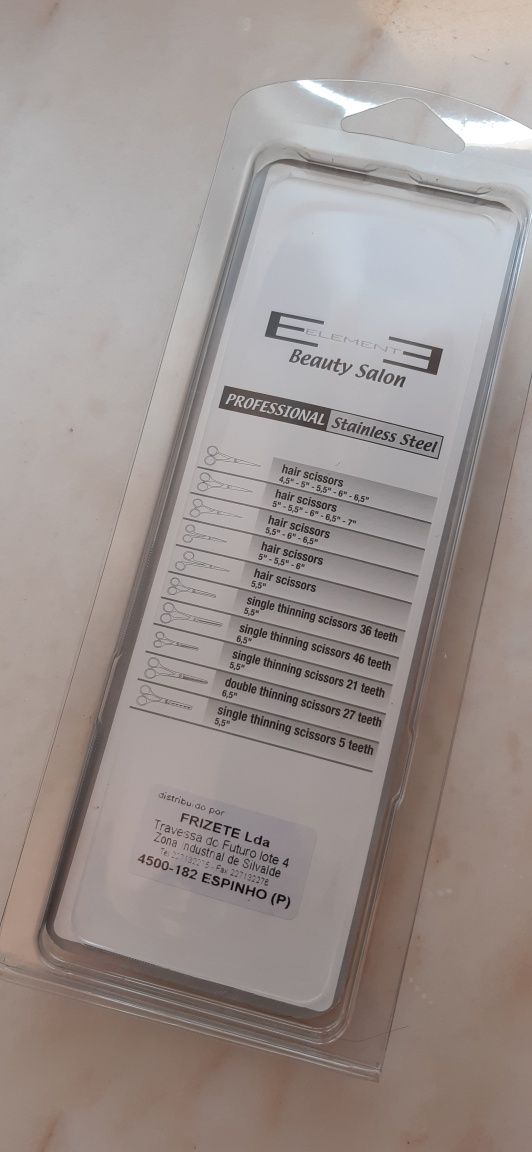 ELEMENT
Beauty Salon
PROFESSIONAL Stainless Steel
hair scissors
4,5" - 5" - 5,5" - 6" - 6,5"
hair scissors
5" - 5,5" - 6" - 6,5" - 7"
hair scissors
5,5" - 6" - 6,5"
hair scissors
5" - 5,5" - 6"
hair scissors
5,5"
single thinning scissors 36 teeth
5,5"
single thinning scissors 46 teeth
6,5"
single thinning scissors 21 teeth
5,5"
double thinning scissors 27 teeth
6,5"
single thinning scissors 5 teeth
5,5"
distribuido por
FRIZETE Lda
Travessa do Futuro lote 4
Zona Industrial de Silvalde
Fax 227132276
4500-182 ESPINHO (P)